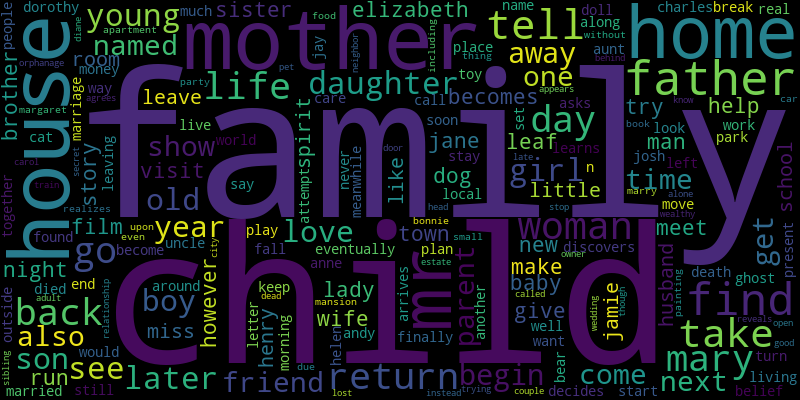 dorothy
young
mother
sister
elizabeth
tell
name
doll
charles
break
real
people
diane
much
food
along
without
home
apartment
named
jay
neighbor
including
place
thing
away
aunt
behind
orphanage
room
money
life
daughter
toy
one
father
house
brother
way
agrees
pet
appears
margaret
marriage
leave
party
care
call
becomes
set
day
try
help
know
car
live
attempt
spirit
soon
asks
look
work
book
cat
story
leaving
show
world
never
door
like
jane
leaf
learns
man
park
carol
secret
visit
say
meanwhile
stay
late
girl
n
josh
left
school
together
train
old
dog
local
little
time
marry
alone
family
realizes
head
move
wealthy
found
film
year
upon
play
love
town
bonnie
woman
new
meet
get
present
go
become
even
uncle
city
fall
eventually
plan
small
stop
discovers
husband
death
ghost
painting
night
died
end
around
anne
estate
parent
make
owner
find
outside
adult
back
boy
however
keep
dead
lady
mansion
arrives
mr
another
baby
called
wedding
jamie
though
reveals
open
also
miss
letter
henry
morning
wife
andy
helen
finally
give
well
want
take
good
son
see
child
due
bear
mary
turn
sibling
run
would
relationship
later
friend
lost
return
instead
begin
trying
couple
come
next
living
married
still
decides
start
belief